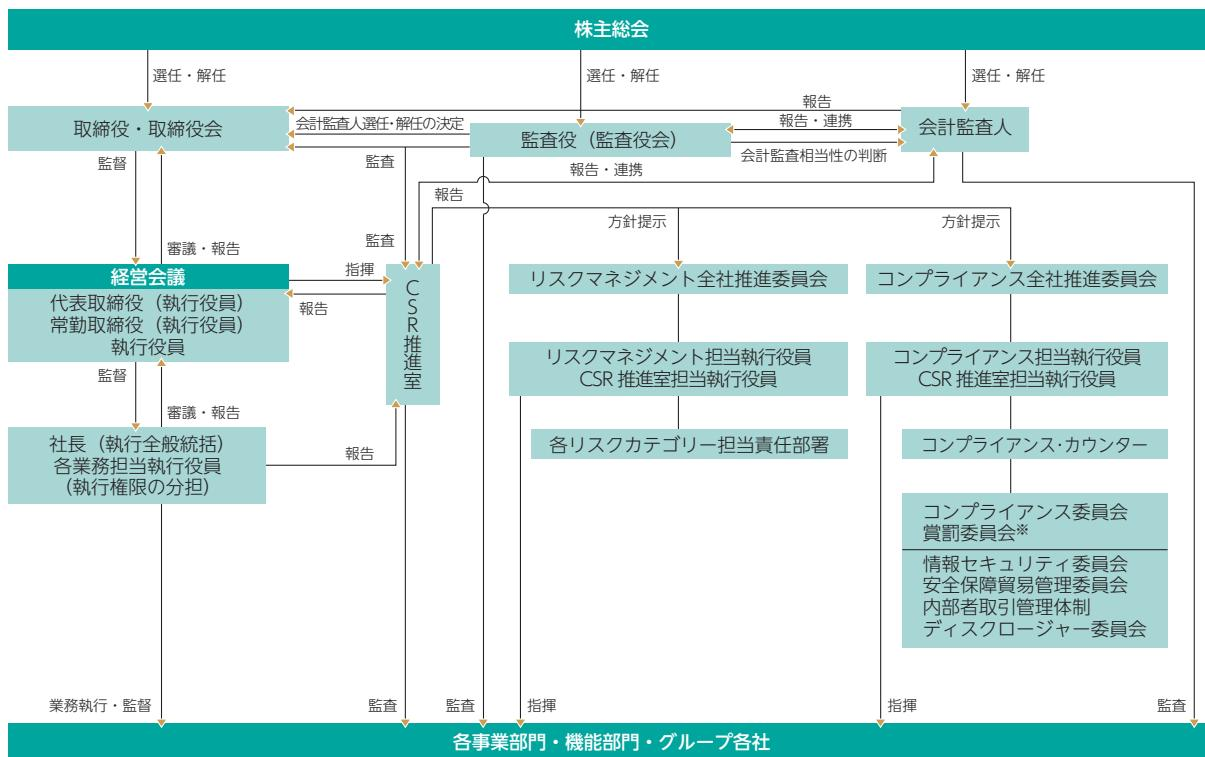 株主総会
選任・解任
選任・解任
選任・解任
取締役・取締役会
会計監査人選任・解任の決定
監査役（監査役会）
報告
報告・連携
会計監査人
会計監査相当性の判断
監督
監査
報告・連携
報告
審議・報告
監査
方針提示
方針提示
経営会議
代表取締役（執行役員）
常勤取締役（執行役員）
執行役員
指揮
報告
CSR推進室
リスクマネジメント全社推進委員会
コンプライアンス全社推進委員会
リスクマネジメント担当執行役員
CSR 推進室担当執行役員
コンプライアンス担当執行役員
CSR 推進室担当執行役員
監督
審議・報告
社長（執行全般統括）
各業務担当執行役員
（執行権限の分担）
報告
各リスクカテゴリー担当責任部署
コンプライアンス・カウンター
コンプライアンス委員会
賞罰委員会※
情報セキュリティ委員会
安全保障貿易管理委員会
内部者取引管理体制
ディスクロージャー委員会
業務執行・監督
監査
監査
指揮
指揮
監査
各事業部門・機能部門・グループ各社